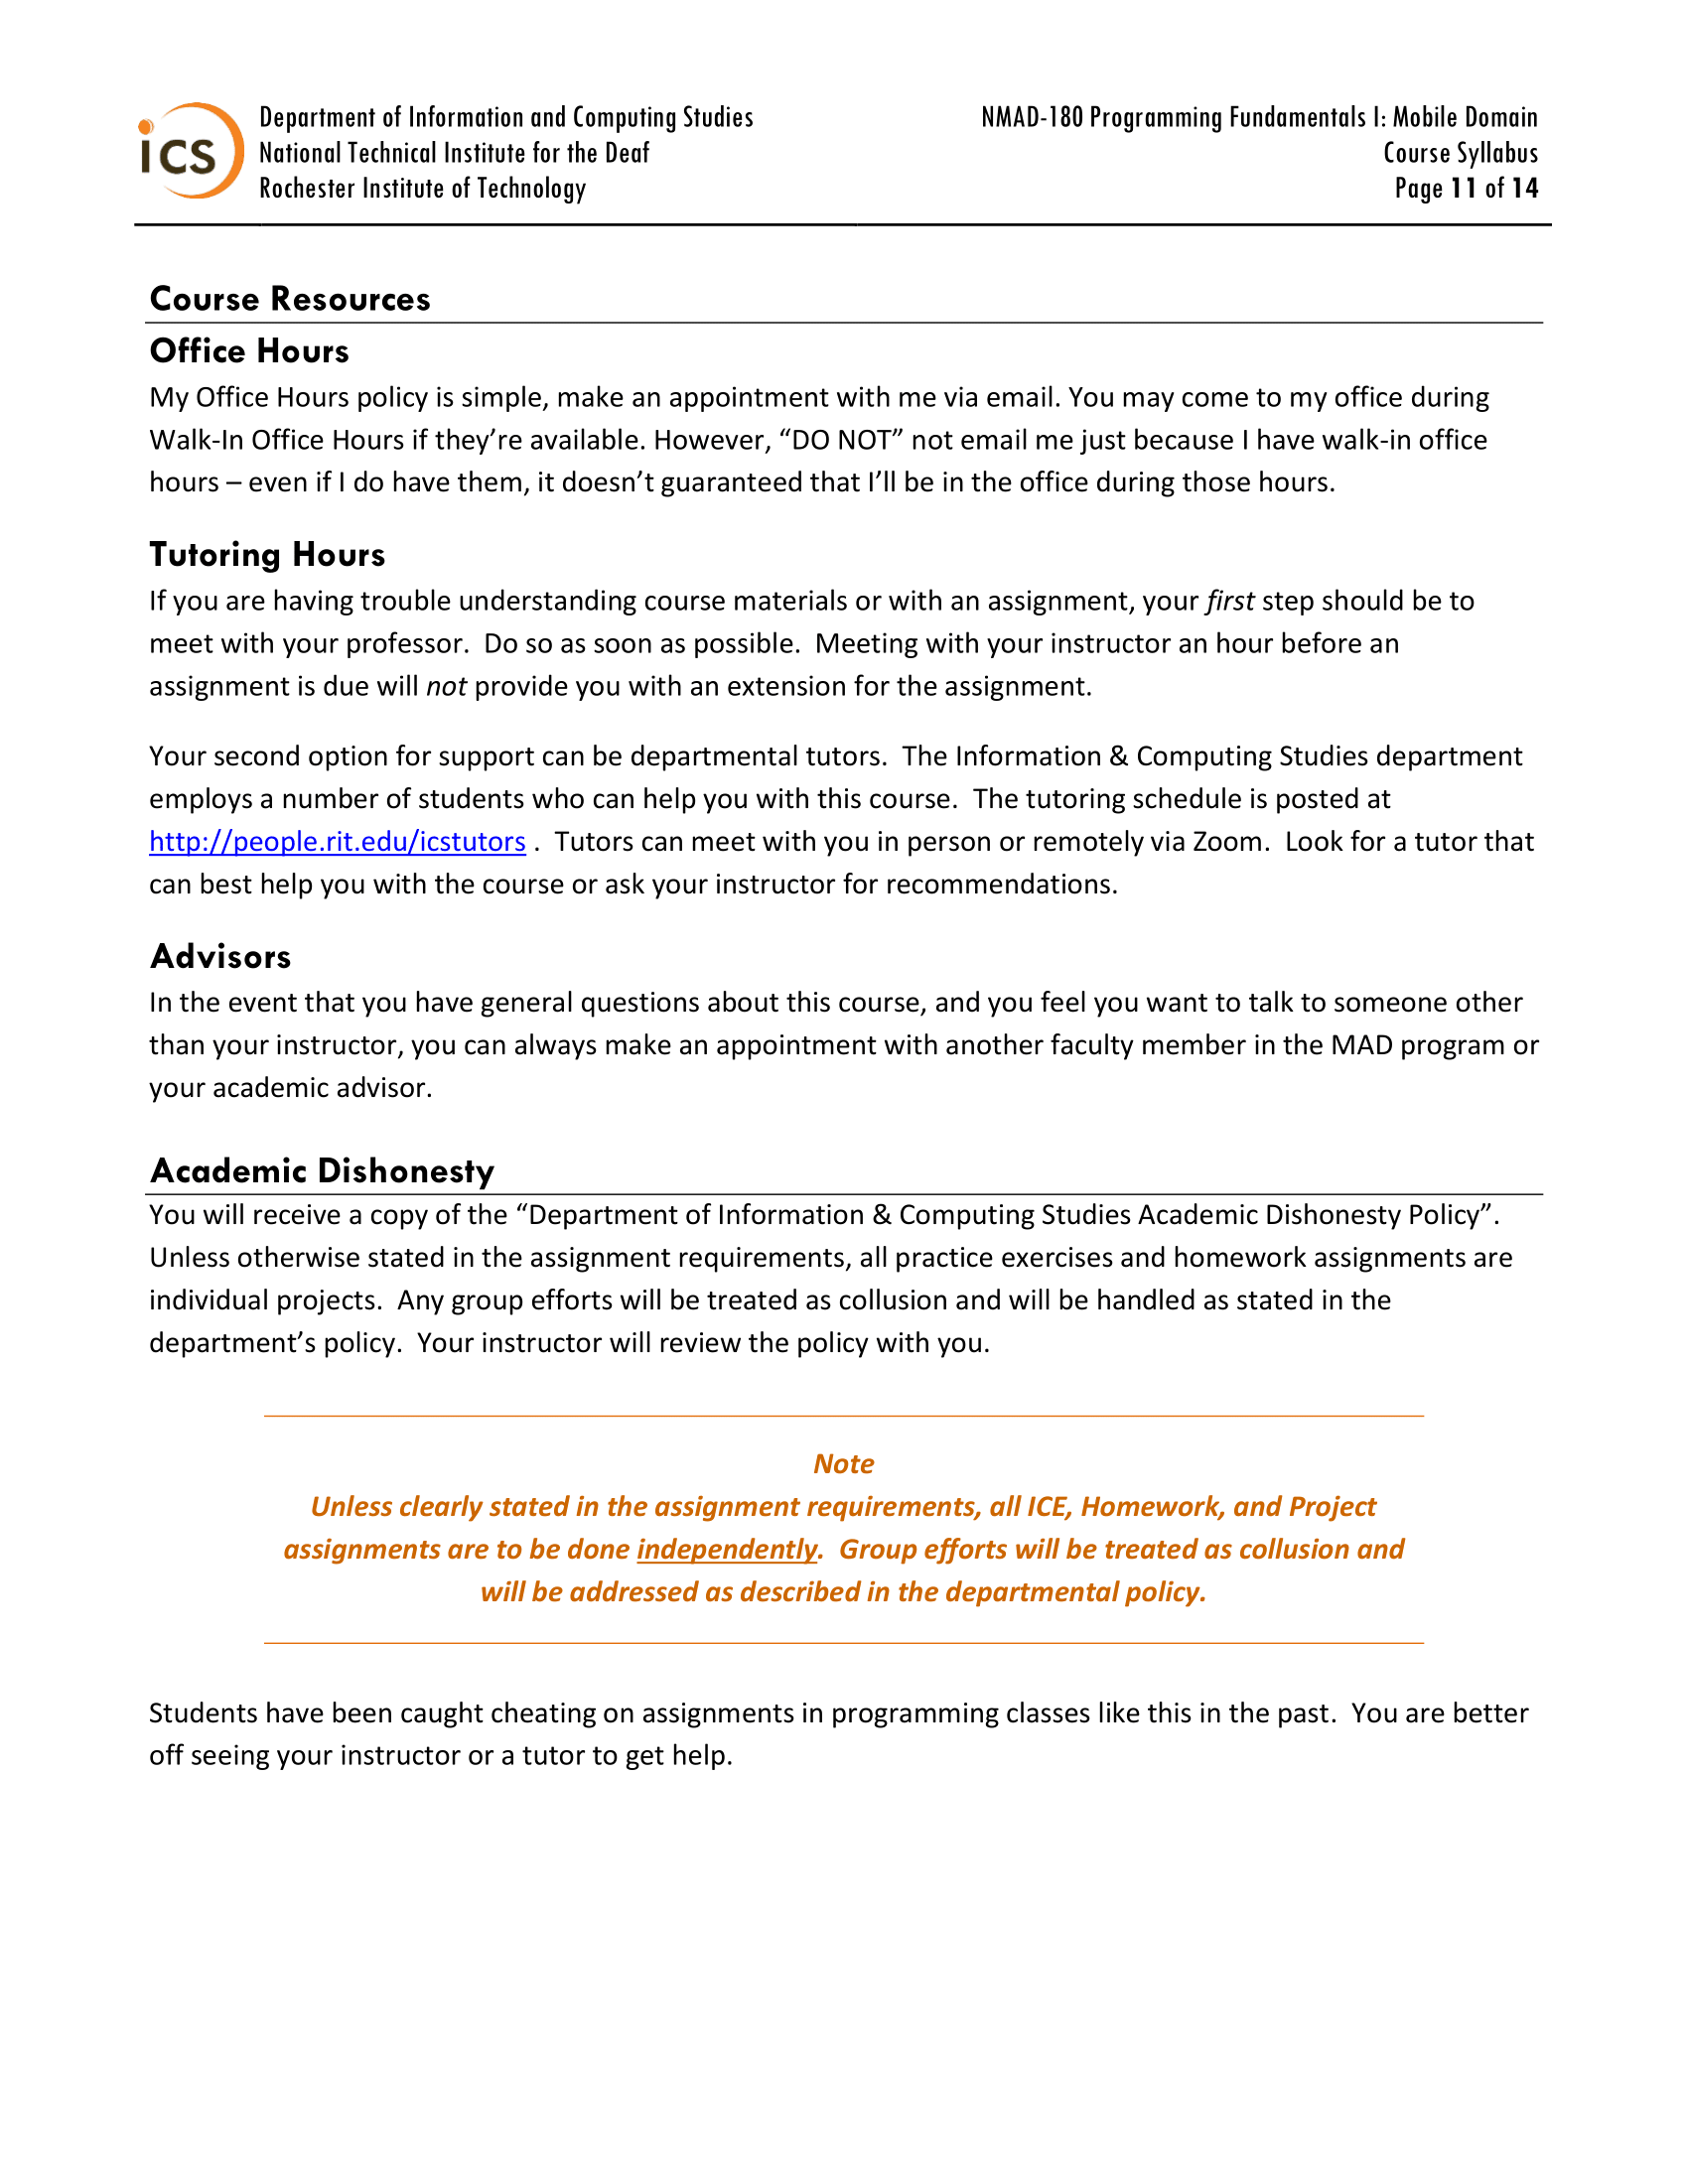 ics
Department of Information and Computing Studies
National Technical Institute for the Deaf
Rochester Institute of Technology
NMAD-180 Programming Fundamentals I: Mobile Domain
Course Syllabus
Page 11 of 14
Course Resources
Office Hours
My Office Hours policy is simple, make an appointment with me via email. You may come to my office during
Walk-In Office Hours if they’re available. However, “DO NOT” not email me just because I have walk-in office
hours – even if I do have them, it doesn’t guaranteed that I’ll be in the office during those hours.
Tutoring Hours
If you are having trouble understanding course materials or with an assignment, your first step should be to
meet with your professor.  Do so as soon as possible.  Meeting with your instructor an hour before an
assignment is due will not provide you with an extension for the assignment.
Your second option for support can be departmental tutors.  The Information & Computing Studies department
employs a number of students who can help you with this course.  The tutoring schedule is posted at
http://people.rit.edu/icstutors .  Tutors can meet with you in person or remotely via Zoom.  Look for a tutor that
can best help you with the course or ask your instructor for recommendations.
Advisors
In the event that you have general questions about this course, and you feel you want to talk to someone other
than your instructor, you can always make an appointment with another faculty member in the MAD program or
your academic advisor.
Academic Dishonesty
You will receive a copy of the “Department of Information & Computing Studies Academic Dishonesty Policy”.
Unless otherwise stated in the assignment requirements, all practice exercises and homework assignments are
individual projects.  Any group efforts will be treated as collusion and will be handled as stated in the
department’s policy.  Your instructor will review the policy with you.
Note
Unless clearly stated in the assignment requirements, all ICE, Homework, and Project
assignments are to be done independently.  Group efforts will be treated as collusion and
will be addressed as described in the departmental policy.
Students have been caught cheating on assignments in programming classes like this in the past.  You are better
off seeing your instructor or a tutor to get help.